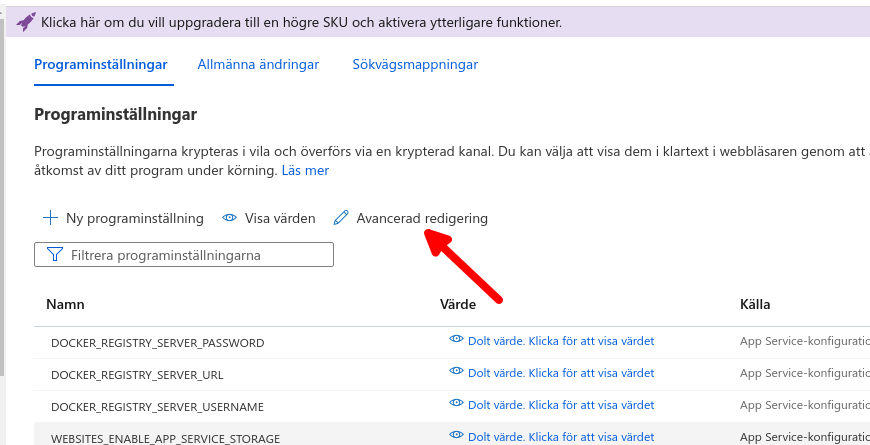 Klicka här om du vill uppgradera till en högre SKU och aktivera ytterligare funktioner.
Programinställningar Allmänna ändringar Sökvägsmappningar
Programinställningar
Programinställningarna krypteras i vila och överförs via en krypterad kanal. Du kan välja att visa dem i klartext i webbläsaren genom att
åtkomst av ditt program under körning. Läs mer
Ny programinställning Visa värden Avancerad redigering
Filtrera programinställningarna
Namn Värde Källa
DOCKER_REGISTRY_SERVER_PASSWORD Dolt värde. Klicka för att visa värdet App Service-konfiguratio
DOCKER_REGISTRY_SERVER_URL Dolt värde. Klicka för att visa värdet App Service-konfiguratio
DOCKER_REGISTRY_SERVER_USERNAME Dolt värde. Klicka för att visa värdet App Service-konfiguratio
WEBSITES_ENABLE_APP_SERVICE_STORAGE Dolt värde. Klicka för att visa värdet App Service-konfiguratio